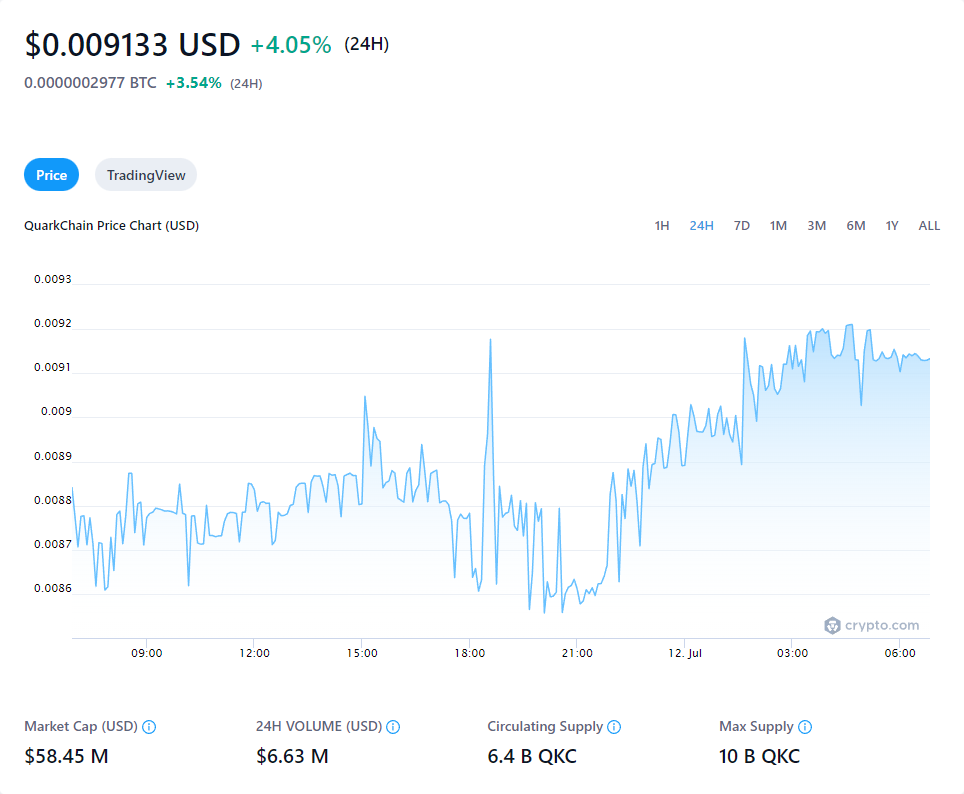 $0.009133 USD +4.05% (24H)
0.0000002977 BTC +3.54% (24H)
Price TradingView
QuarkChain Price Chart (USD) 1H 24H 7D 1M 3M 6M 1Y ALL
0.0093
0.0092
0.0091
0.009
0.0089
0.0088
0.0087
0.0086
crypto.com
09:00 12:00 15:00 18:00 21:00 12. Jul 03:00 06:00
Market Cap (USD) 24H VOLUME (USD) Circulating Supply Max Supply
$58.45 M $6.63 M 6.4 B QKC 10 B QKC